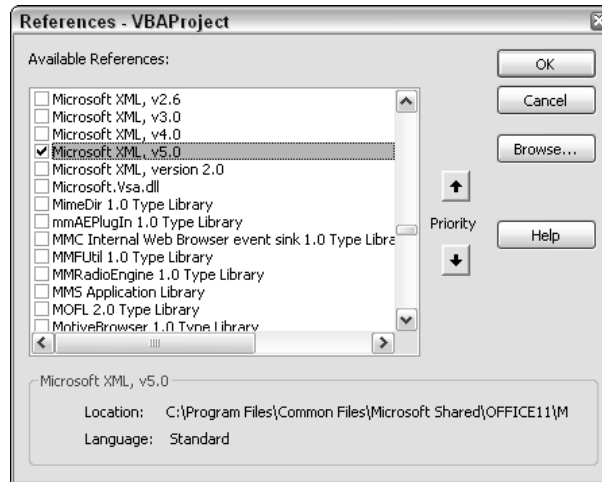 References - VBAProject
Available References:
Microsoft XML, v2.6
Microsoft XML, v3.0
Microsoft XML, v4.0
Microsoft XML, v5.0
Microsoft XML, version 2.0
Microsoft.Vsa.dll
MimeDir 1.0 Type Library
mmAEPlugIn 1.0 Type Library
MMC Internal Web Browser event sink 1.0 Type Libra
MMFUtil 1.0 Type Library
MMRadioEngine 1.0 Type Library
MMS Application Library
MOFL 2.0 Type Library
MotiveBrowser 1.0 Type Library
Priority
OK
Cancel
Browse...
Help
Microsoft XML, v5.0
Location: C:\Program Files\Common Files\Microsoft Shared\OFFICE11\M
Language: Standard